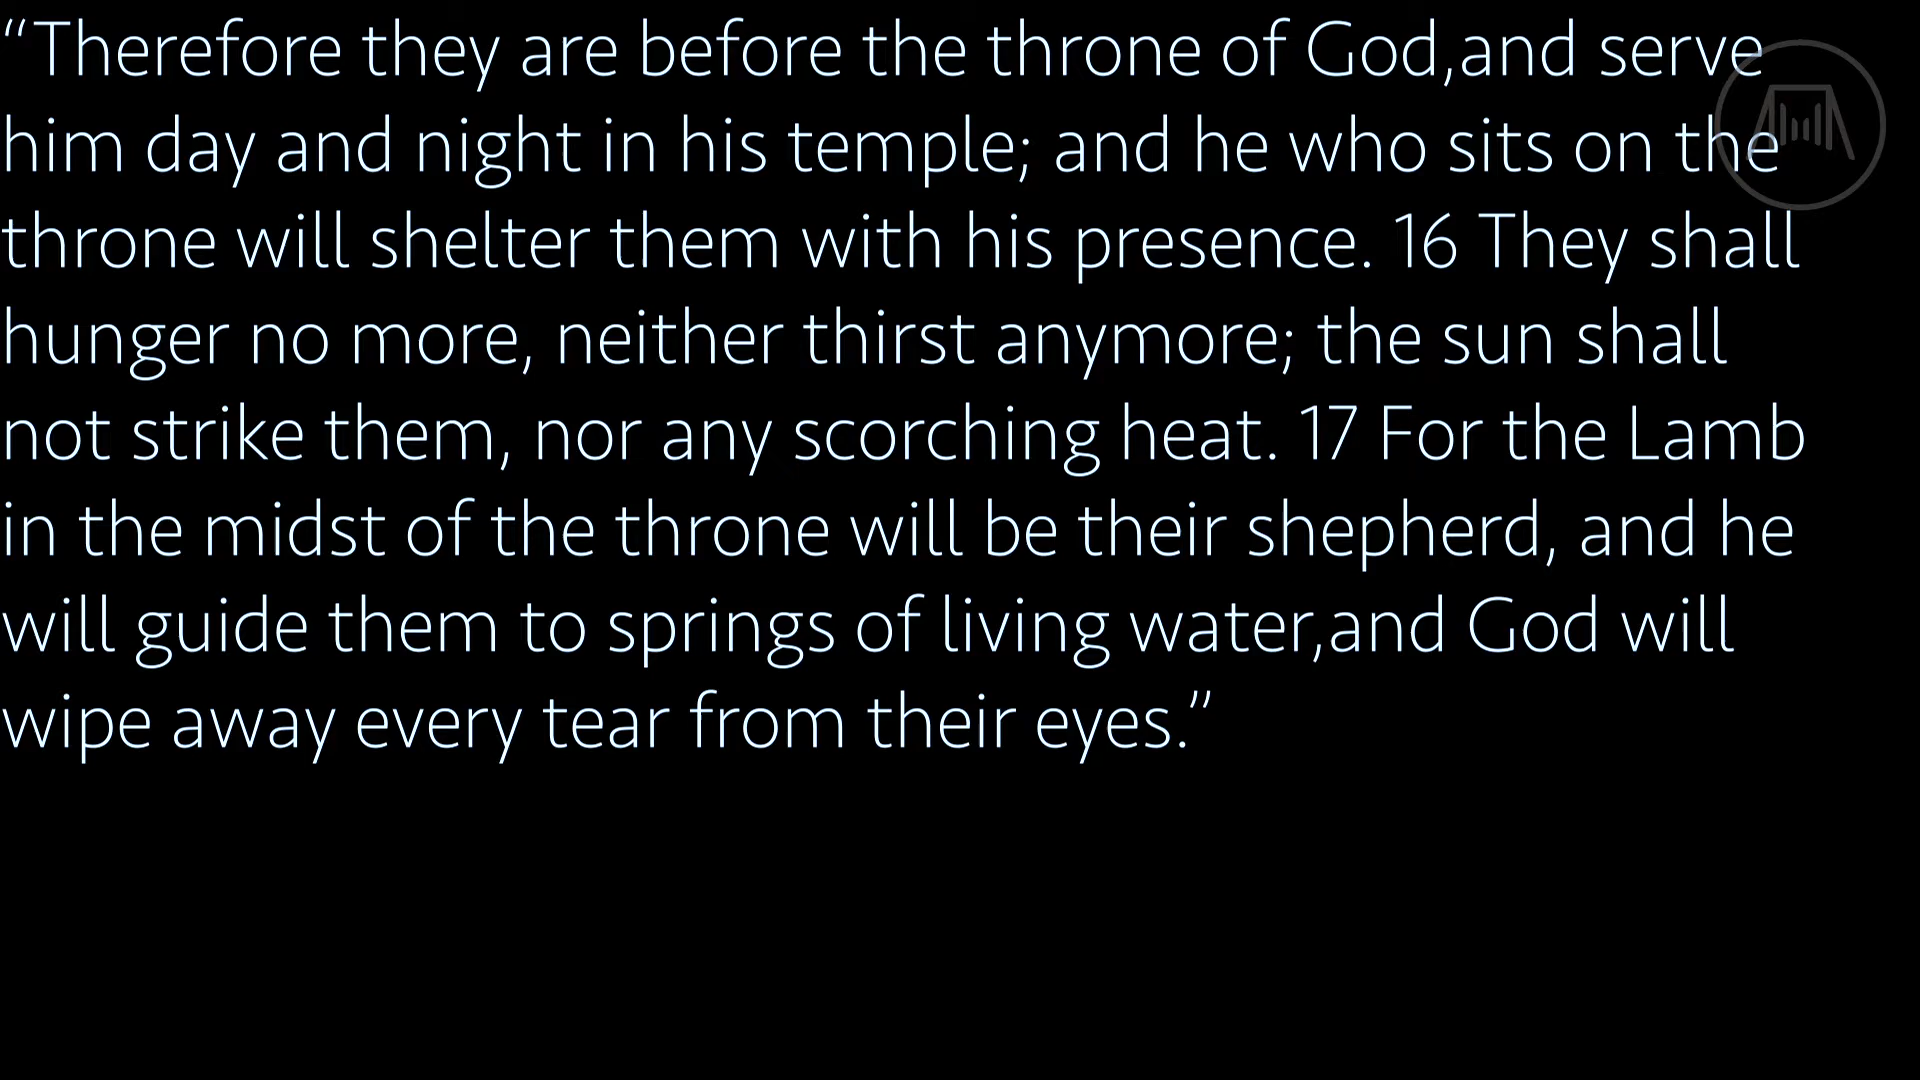 “Therefore they are before the throne of God,and serve
him day and night in his temple; and he who sits on the
throne will shelter them with his presence. 16 They shall
hunger no more, neither thirst anymore; the sun shall
not strike them, nor any scorching heat. 17 For the Lamb
in the midst of the throne will be their shepherd, and he
will guide them to springs of living water,and God will
wipe away every tear from their eyes.”